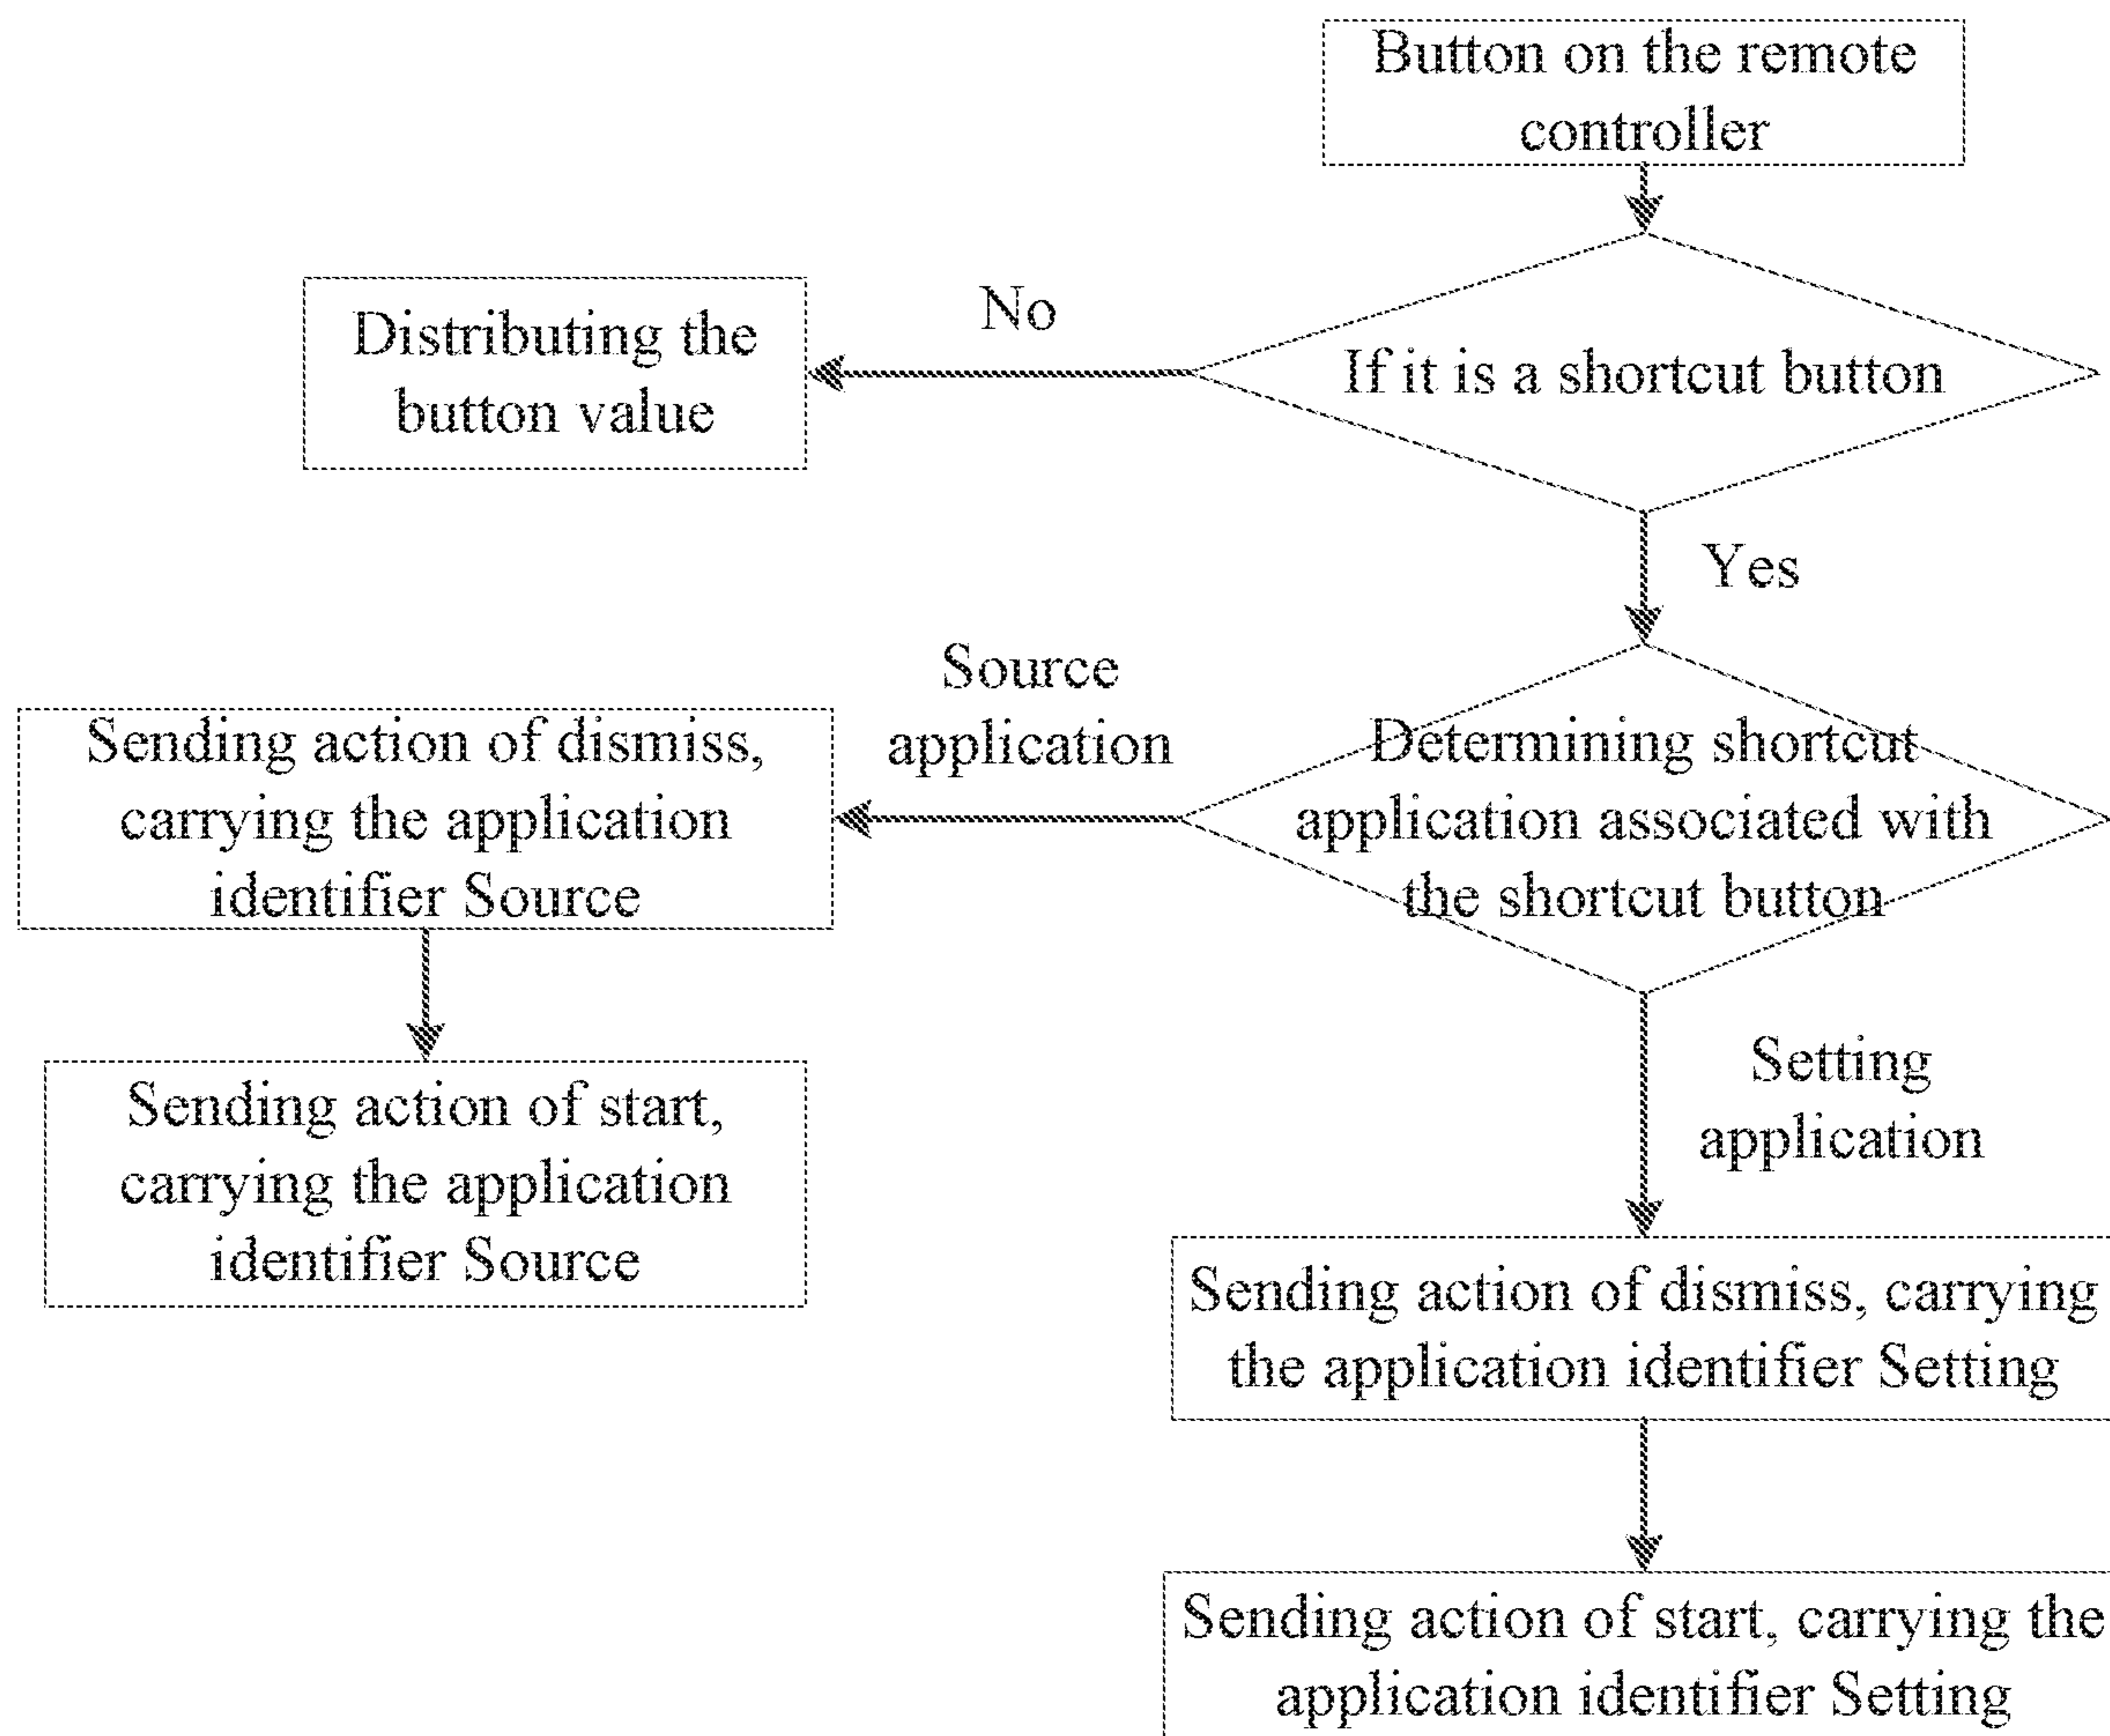 Button on the remote
controller
No
If it is a shortcut button
Distributing the
button value
Yes
Source
application
Determining shortcut
application associated with
the shortcut button
Sending action of dismiss,
carrying the application
identifier Source
Sending action of start,
carrying the application
identifier Source
Setting
application
Sending action of dismiss, carrying
the application identifier Setting
Sending action of start, carrying the
application identifier Setting